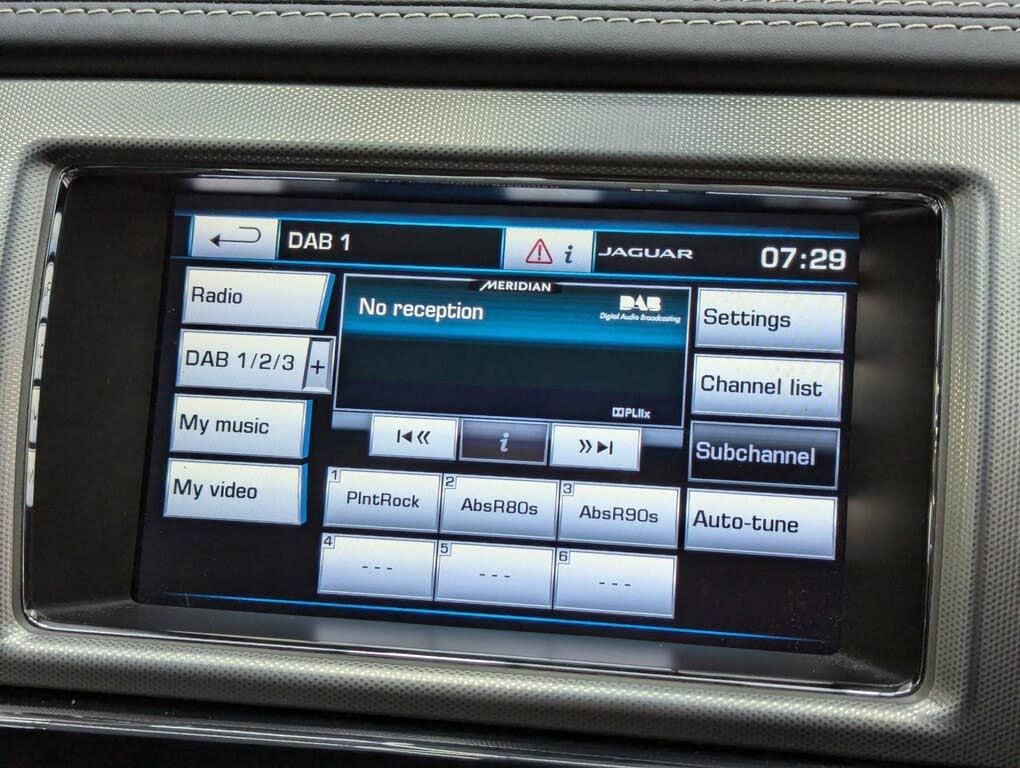 DAB 1
i
JAGUAR
07:29
Radio
DAB 1/2/3
+
My music
My video
MERIDIAN
No reception
DAB
Digital Audio Broadcasting
PLIIx
i
1
PlntRock
2
AbsR80s
3
AbsR90s
4
---
5
---
6
---
Settings
Channel list
Subchannel
Auto-tune